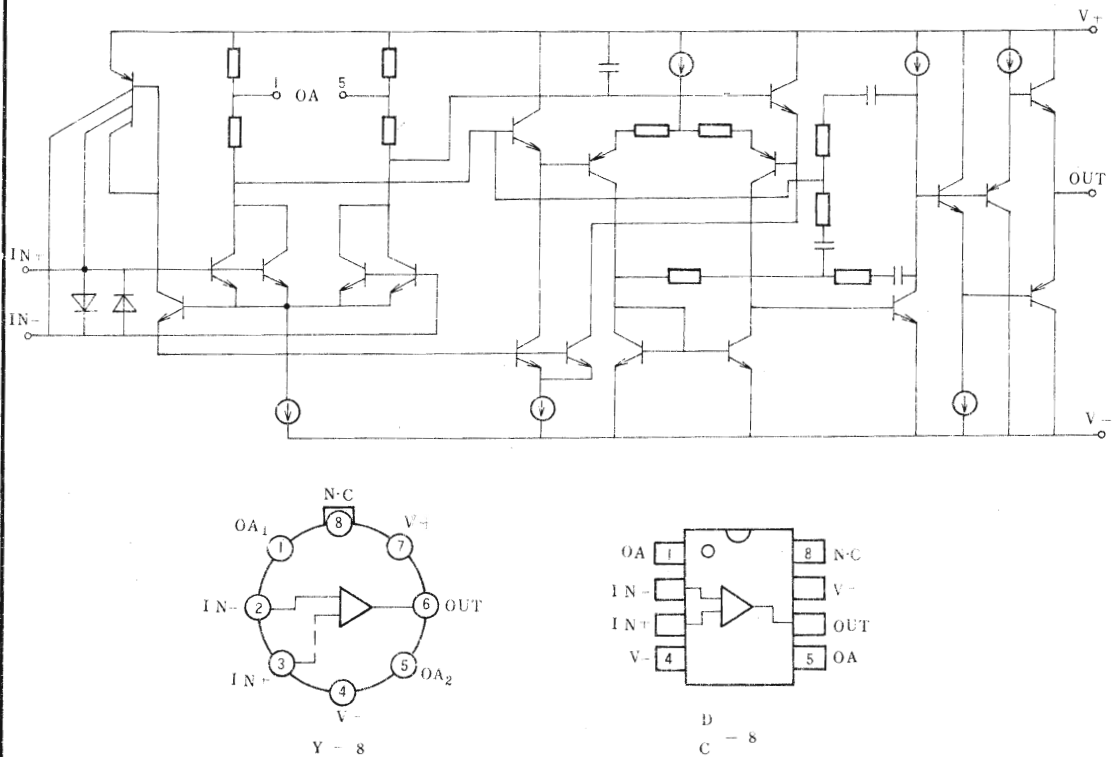 V+
1 OA 5
OUT
IN+
IN-
V-
N·C
8
OA₁
1
V+
7
IN-
2
6
OUT
3
IN+
5
OA₂
4
V-
Y-8
OA
1
8
N·C
IN-
V-
IN+
OUT
V-
4
5
OA
D
C
-8